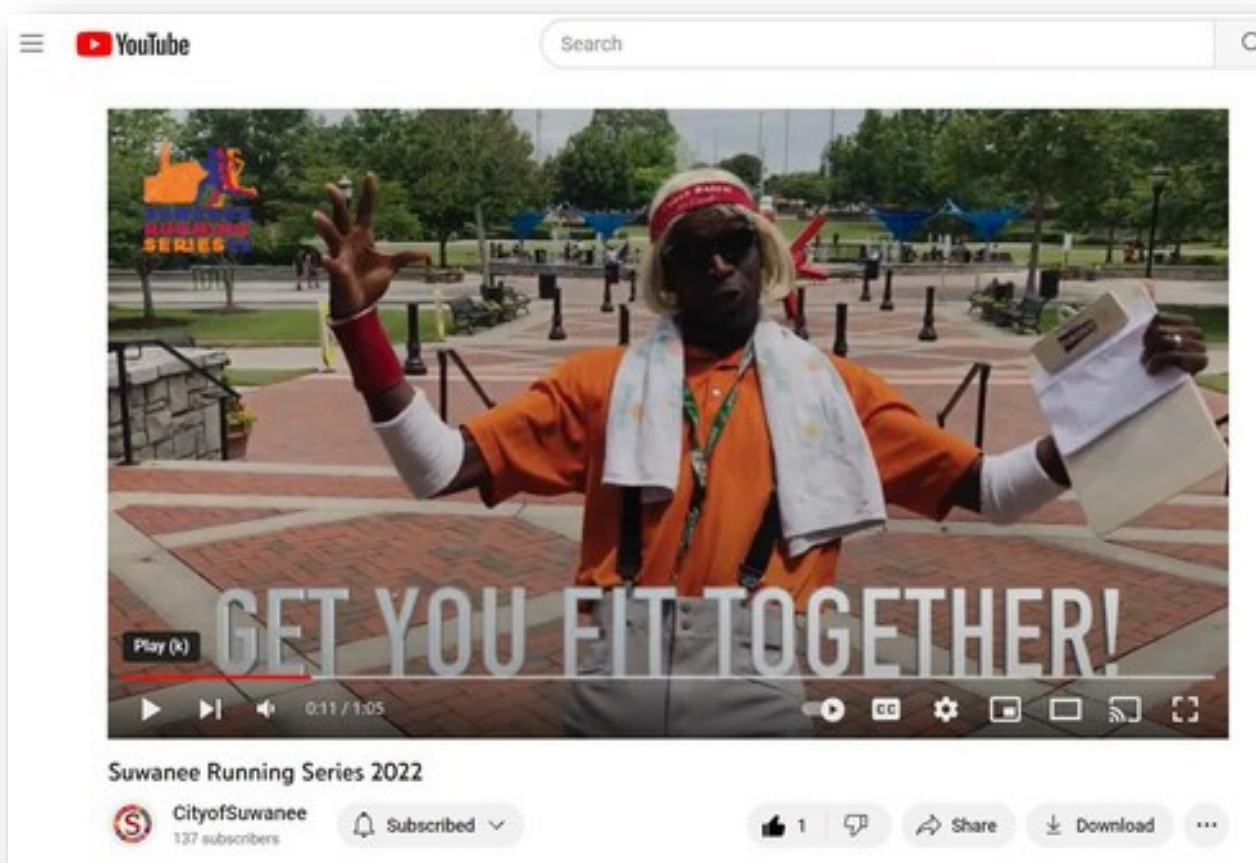 YouTube
Search
SUWANEE
RUNNING
SERIES
GET YOU FIT TOGETHER!
Play (k)
0:11 / 1:05
CC
Suwanee Running Series 2022
S
CityofSuwanee
137 subscribers
Subscribed
1
Share
Download